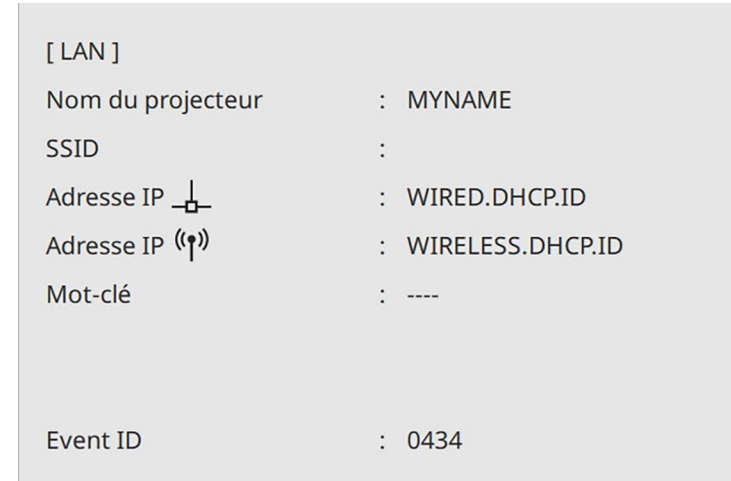 [ LAN ]
Nom du projecteur : MYNAME
SSID :
Adresse IP : WIRED.DHCP.ID
Adresse IP : WIRELESS.DHCP.ID
Mot-clé : ----
Event ID : 0434